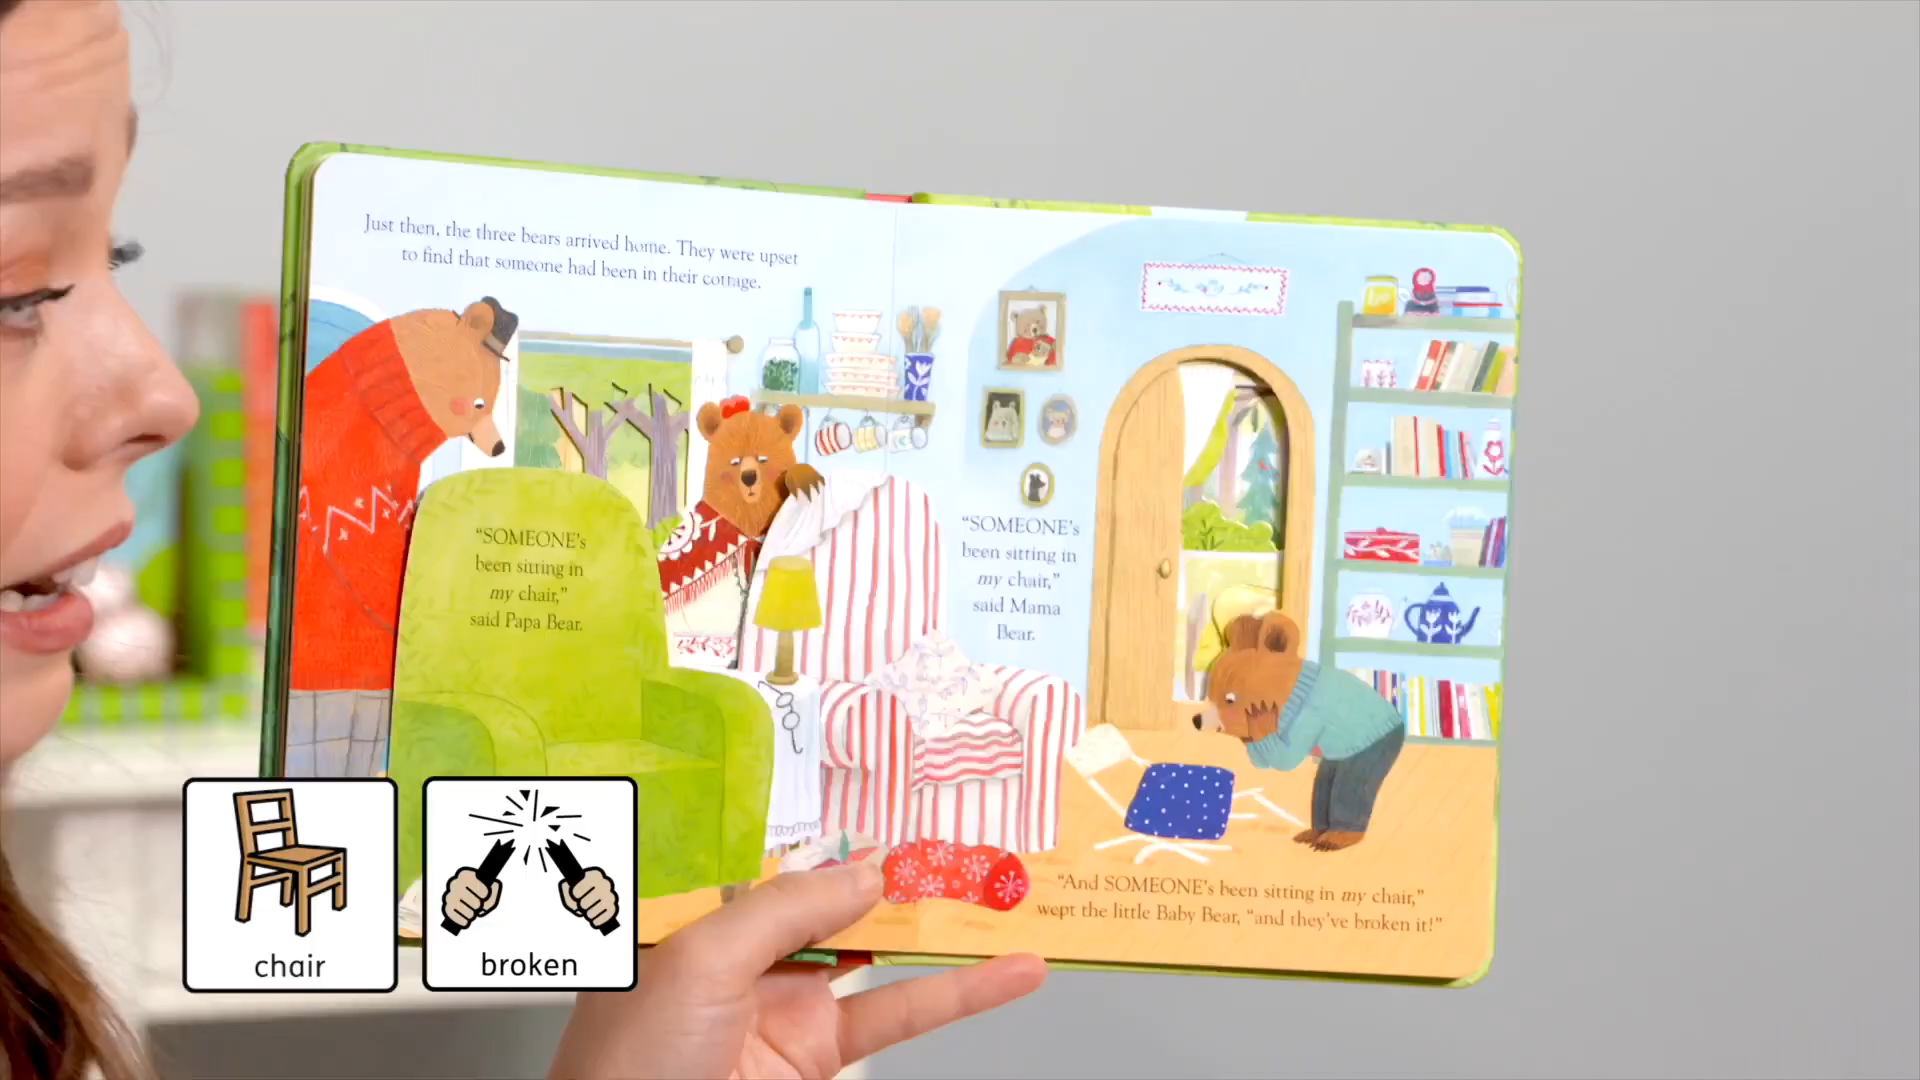 Just then, the three bears arrived home. They were upset
to find that someone had been in their cottage.
“SOMEONE’s
been sitting in
my chair,”
said Papa Bear.
“SOMEONE’s
been sitting in
my chair,”
said Mama
Bear.
“And SOMEONE’s been sitting in my chair,”
wept the little Baby Bear, “and they’ve broken it!”
chair
broken